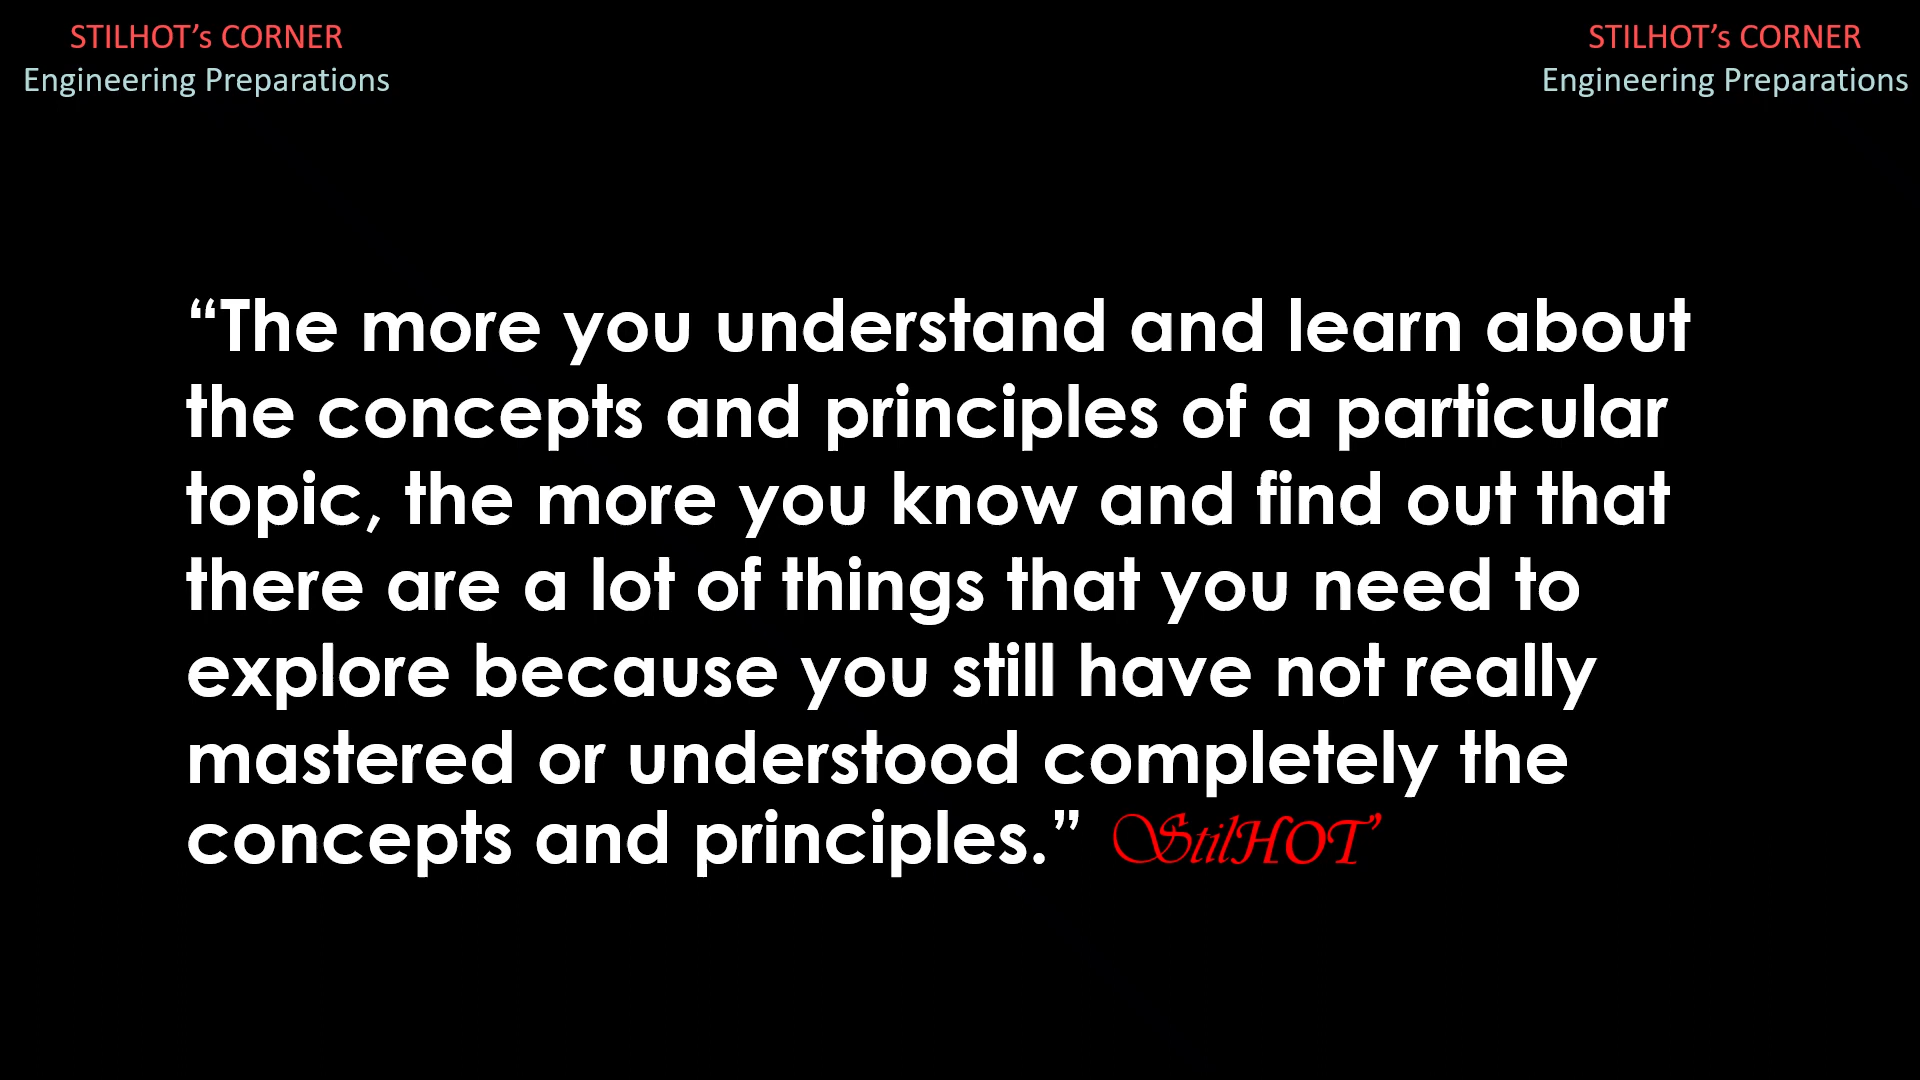 STILHOT’s CORNER
Engineering Preparations
STILHOT’s CORNER
Engineering Preparations
“The more you understand and learn about
the concepts and principles of a particular
topic, the more you know and find out that
there are a lot of things that you need to
explore because you still have not really
mastered or understood completely the
concepts and principles.” StilHOT’